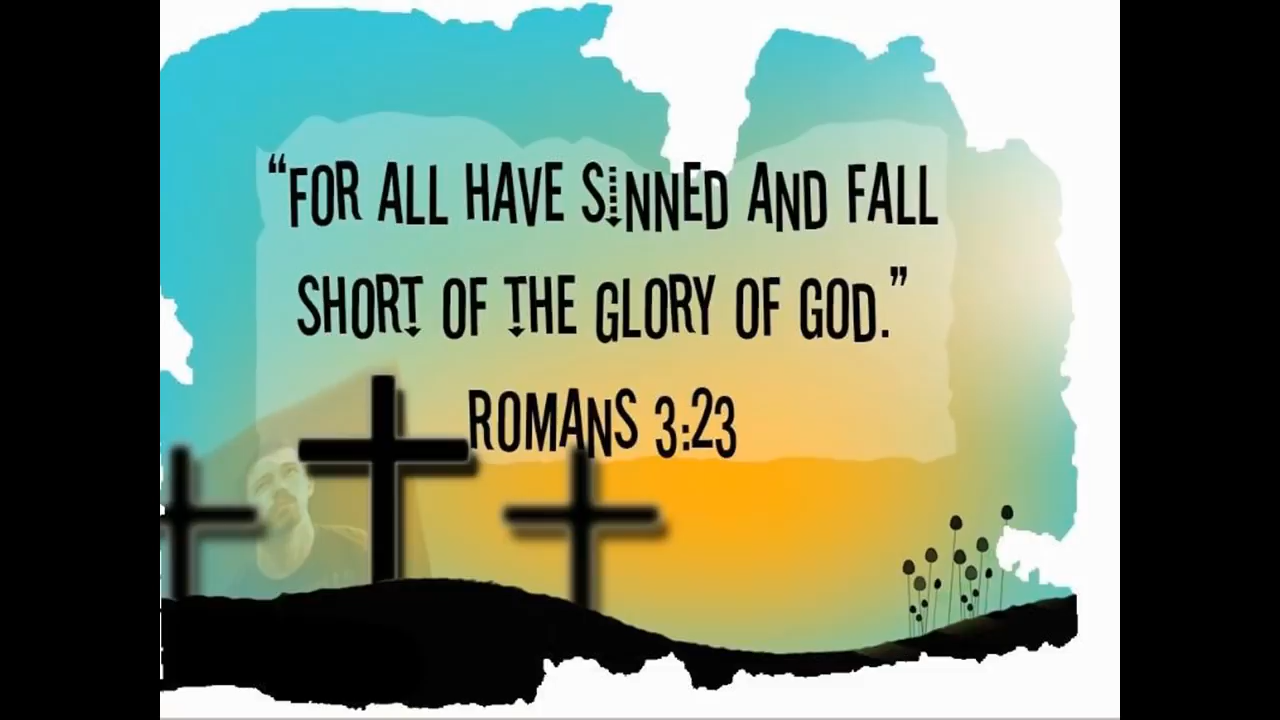 “FOR ALL HAVE SINNED AND FALL
SHORT OF THE GLORY OF GOD.”
ROMANS 3:23